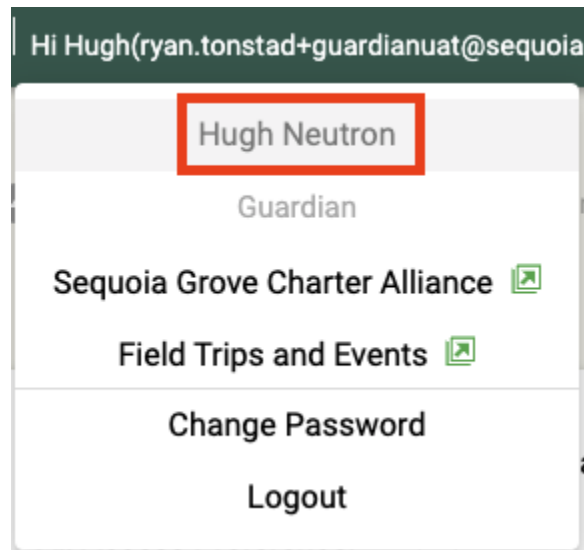 Hi Hugh(ryan.tonstad+guardianuat@sequoia
Hugh Neutron
Guardian
Sequoia Grove Charter Alliance
Field Trips and Events
Change Password
Logout